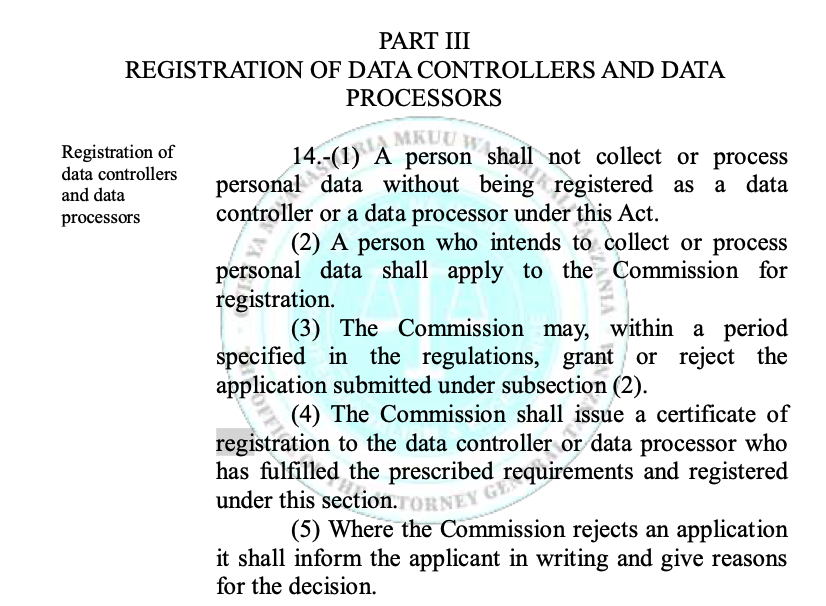 PART III
REGISTRATION OF DATA CONTROLLERS AND DATA
PROCESSORS
Registration of
data controllers
and data
processors
14.-(1) A person shall not collect or process
personal data without being registered as a data
controller or a data processor under this Act.
(2) A person who intends to collect or process
personal data shall apply to the Commission for
registration.
(3) The Commission may, within a period
specified in the regulations, grant or reject the
application submitted under subsection (2).
(4) The Commission shall issue a certificate of
registration to the data controller or data processor who
has fulfilled the prescribed requirements and registered
under this section.
(5) Where the Commission rejects an application
it shall inform the applicant in writing and give reasons
for the decision.